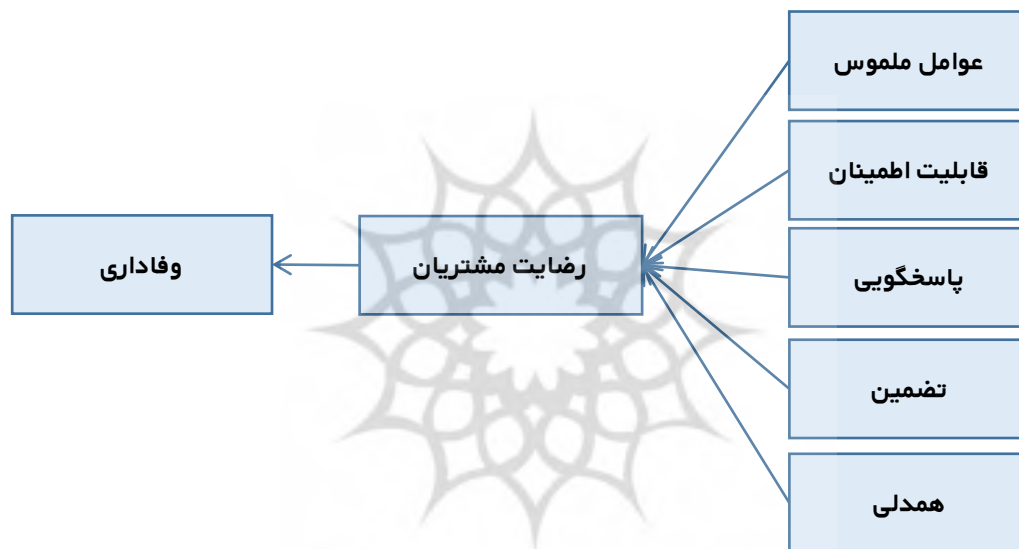 عوامل ملموس
قابلیت اطمینان
پاسخگویی
تضمین
همدلی
رضایت مشتریان
وفاداری